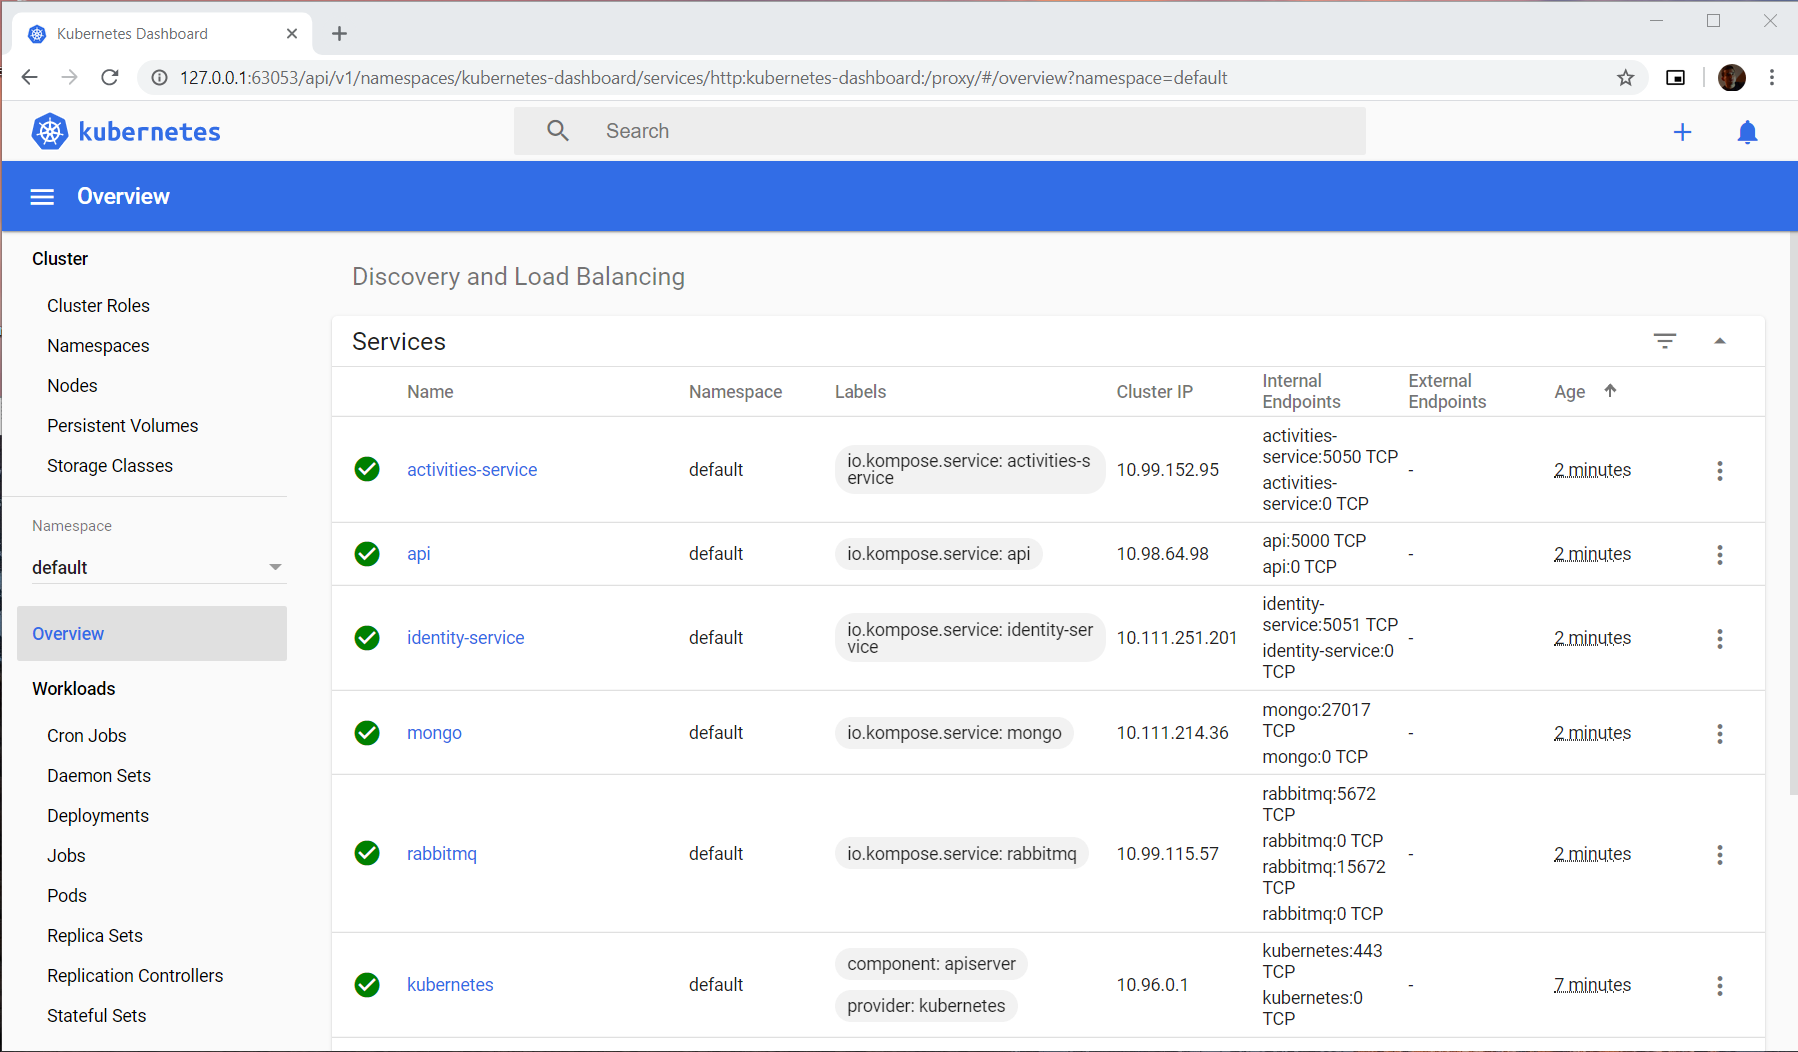 Kubernetes Dashboard
127.0.0.1:63053/api/v1/namespaces/kubernetes-dashboard/services/http:kubernetes-dashboard:/proxy/#/overview?namespace=default
kubernetes
Search
Overview
Cluster
Cluster Roles
Namespaces
Nodes
Persistent Volumes
Storage Classes
Namespace
default
Overview
Workloads
Cron Jobs
Daemon Sets
Deployments
Jobs
Pods
Replica Sets
Replication Controllers
Stateful Sets
Discovery and Load Balancing
Services
Name Namespace Labels Cluster IP Internal Endpoints External Endpoints Age
activities-service default io.kompose.service: activities-s
ervice 10.99.152.95 activities-
service:5050 TCP
activities-
service:0 TCP - 2 minutes
api default io.kompose.service: api 10.98.64.98 api:5000 TCP
api:0 TCP - 2 minutes
identity-service default io.kompose.service: identity-ser
vice 10.111.251.201 identity-
service:5051 TCP
identity-service:0
TCP - 2 minutes
mongo default io.kompose.service: mongo 10.111.214.36 mongo:27017
TCP
mongo:0 TCP - 2 minutes
rabbitmq default io.kompose.service: rabbitmq 10.99.115.57 rabbitmq:5672
TCP
rabbitmq:0 TCP
rabbitmq:15672
TCP
rabbitmq:0 TCP - 2 minutes
kubernetes default component: apiserver
provider: kubernetes 10.96.0.1 kubernetes:443
TCP
kubernetes:0
TCP - 7 minutes